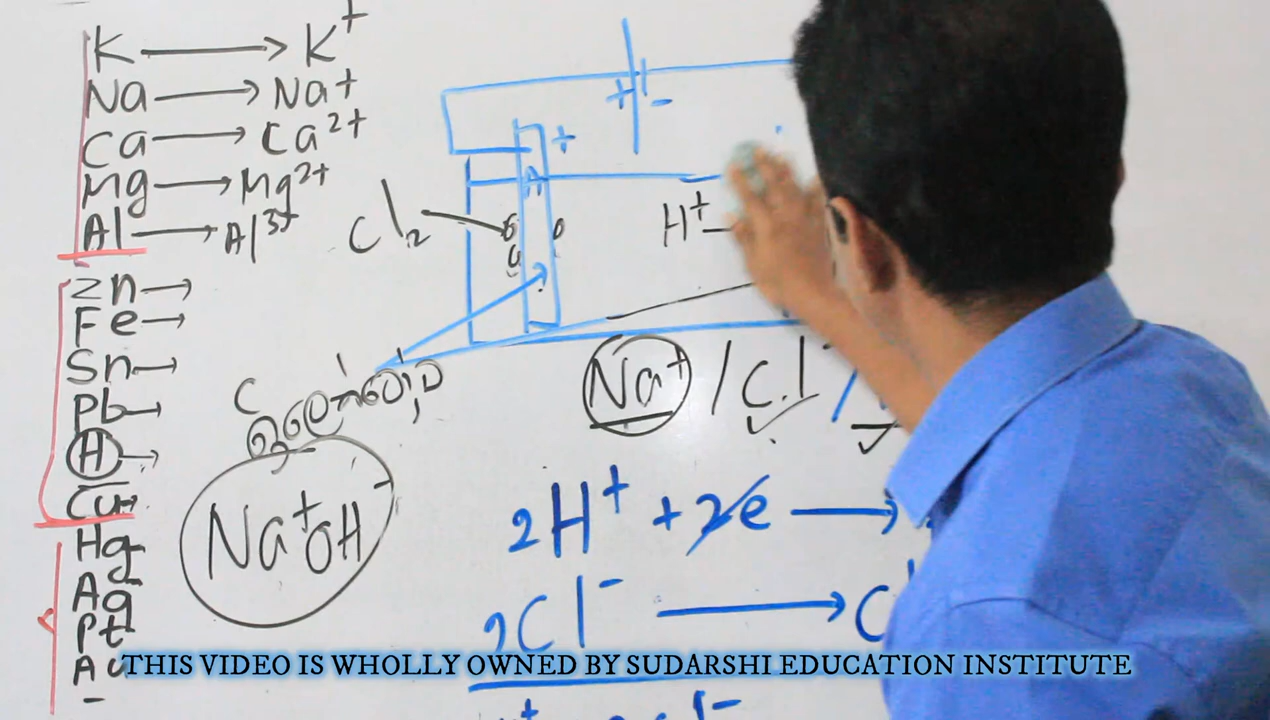 K → K+
Na → Na+
Ca → Ca2+
Mg → Mg2+
Al → Al3+
Zn →
Fe →
Sn →
Pb →
H →
Cu →
Hg
Ag
Pt
Au
-
+ -
+
A
Cl2
H+
C
Na+ / Cl- /
Na+OH-
2H+ + 2e →
2Cl- → C
THIS VIDEO IS WHOLLY OWNED BY SUDARSHI EDUCATION INSTITUTE